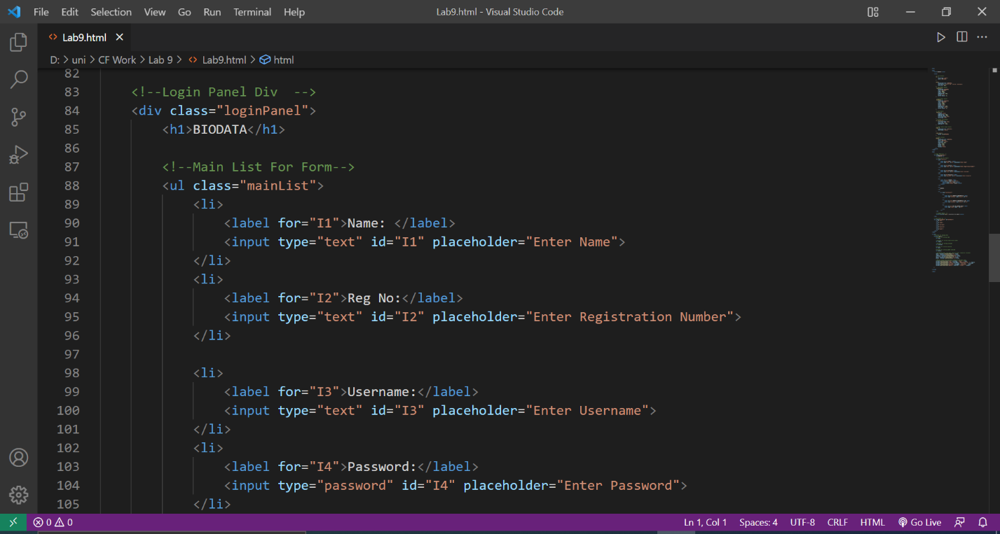 File Edit Selection View Go Run Terminal Help Lab9.html - Visual Studio Code
Lab9.html
D: > uni > CF Work > Lab 9 > Lab9.html > html
82
83 <!--Login Panel Div  -->
84 <div class="loginPanel">
85 <h1>BIODATA</h1>
86
87 <!--Main List For Form-->
88 <ul class="mainList">
89 <li>
90 <label for="I1">Name: </label>
91 <input type="text" id="I1" placeholder="Enter Name">
92 </li>
93 <li>
94 <label for="I2">Reg No:</label>
95 <input type="text" id="I2" placeholder="Enter Registration Number">
96 </li>
97
98 <li>
99 <label for="I3">Username:</label>
100 <input type="text" id="I3" placeholder="Enter Username">
101 </li>
102 <li>
103 <label for="I4">Password:</label>
104 <input type="password" id="I4" placeholder="Enter Password">
105 </li>
0 0 Ln 1, Col 1 Spaces: 4 UTF-8 CRLF HTML Go Live